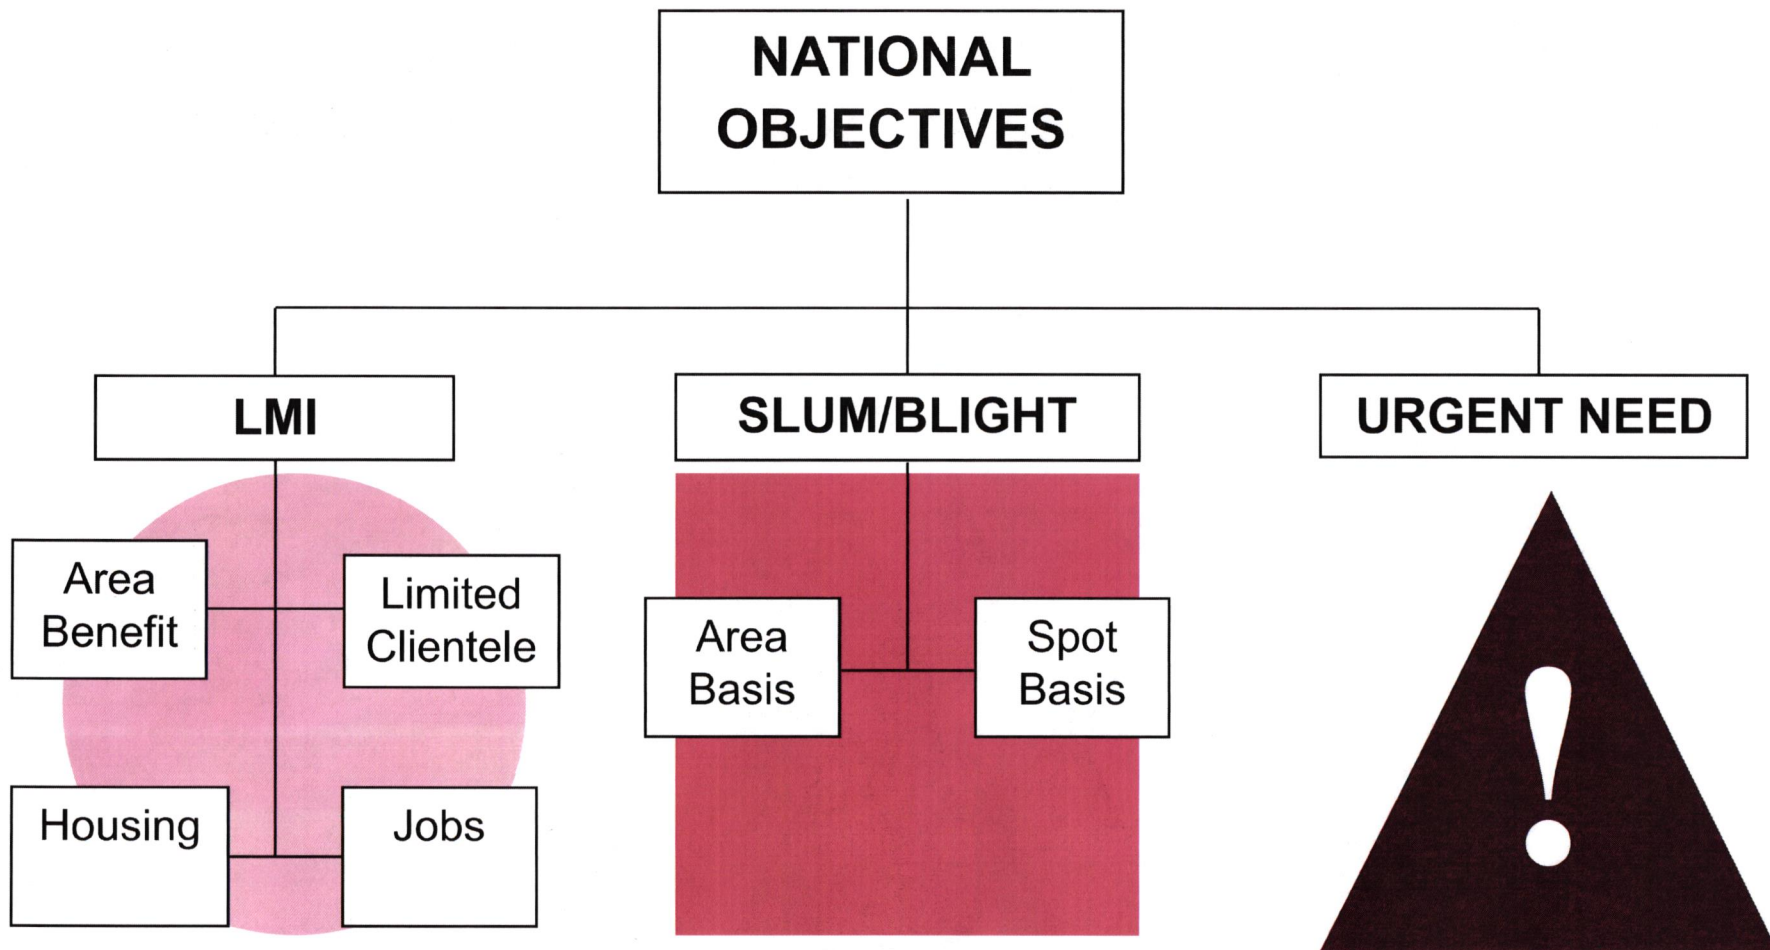 NATIONAL
OBJECTIVES
LMI
SLUM/BLIGHT
URGENT NEED
Area
Benefit
Limited
Clientele
Housing
Jobs
Area
Basis
Spot
Basis
!